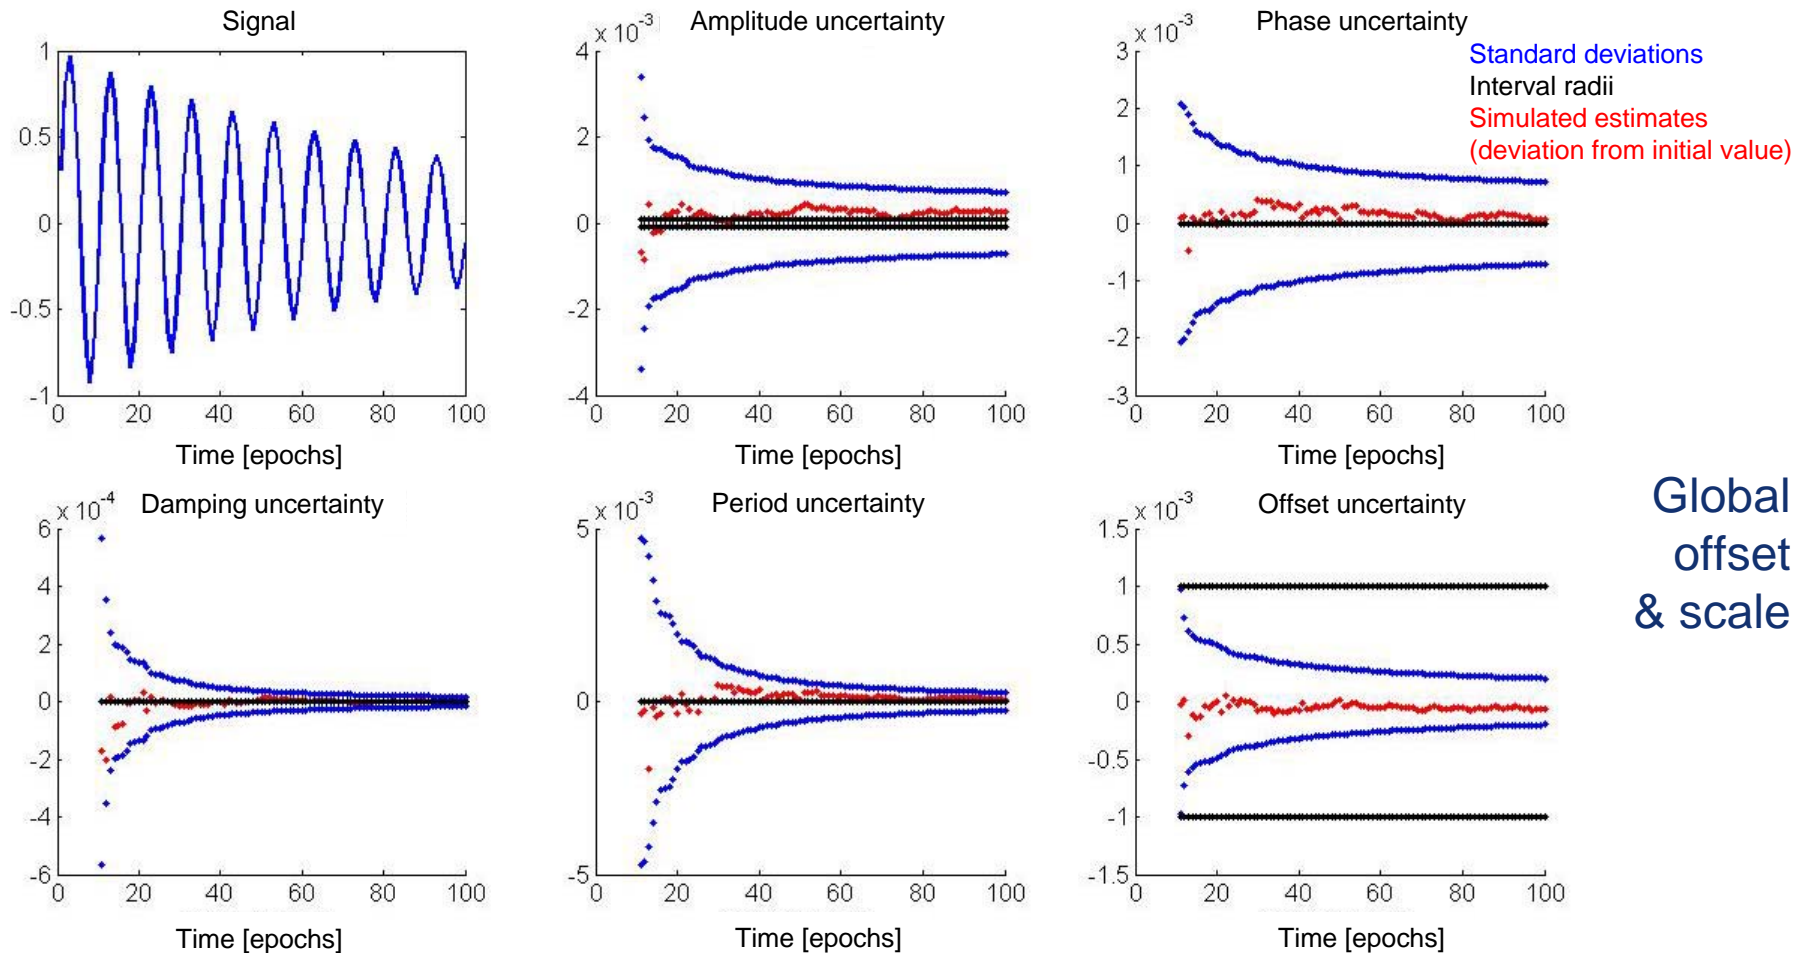 Signal
1
0.5
0
-0.5
-1
0 20 40 60 80 100
Time [epochs]
Amplitude uncertainty
x 10-3
4
2
0
-2
-4
0 20 40 60 80 100
Time [epochs]
Phase uncertainty
x 10-3
3
2
1
0
-1
-2
-3
0 20 40 60 80 100
Time [epochs]
Standard deviations
Interval radii
Simulated estimates
(deviation from initial value)
Damping uncertainty
x 10-4
6
4
2
0
-2
-4
-6
0 20 40 60 80 100
Time [epochs]
Period uncertainty
x 10-3
5
0
-5
0 20 40 60 80 100
Time [epochs]
Offset uncertainty
x 10-3
1.5
1
0.5
0
-0.5
-1
-1.5
0 20 40 60 80 100
Time [epochs]
Global
offset
& scale